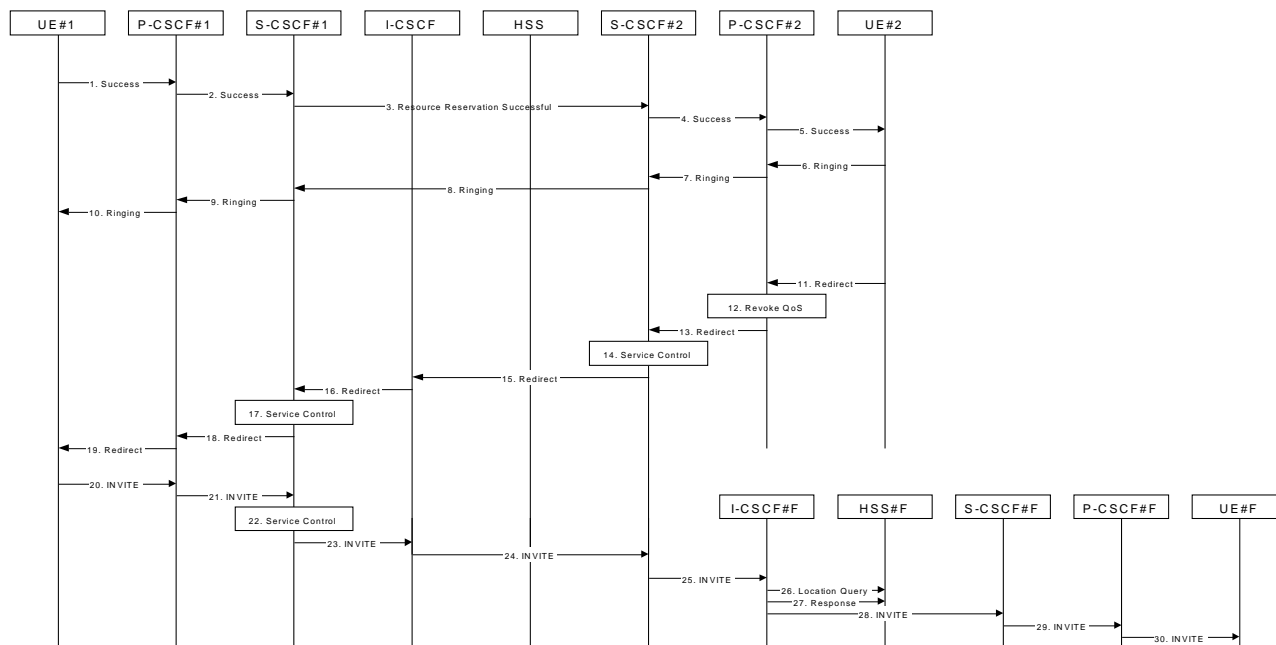 UE#1
P-CSCF#1
S-CSCF#1
I-CSCF
HSS
S-CSCF#2
P-CSCF#2
UE#2
1. Success
2. Success
3. Resource Reservation Successful
4. Success
5. Success
6. Ringing
7. Ringing
8. Ringing
9. Ringing
10. Ringing
11. Redirect
12. Revoke QoS
13. Redirect
14. Service Control
15. Redirect
16. Redirect
17. Service Control
18. Redirect
19. Redirect
20. INVITE
21. INVITE
I-CSCF#F
HSS#F
S-CSCF#F
P-CSCF#F
UE#F
22. Service Control
23. INVITE
24. INVITE
25. INVITE
26. Location Query
27. Response
28. INVITE
29. INVITE
30. INVITE